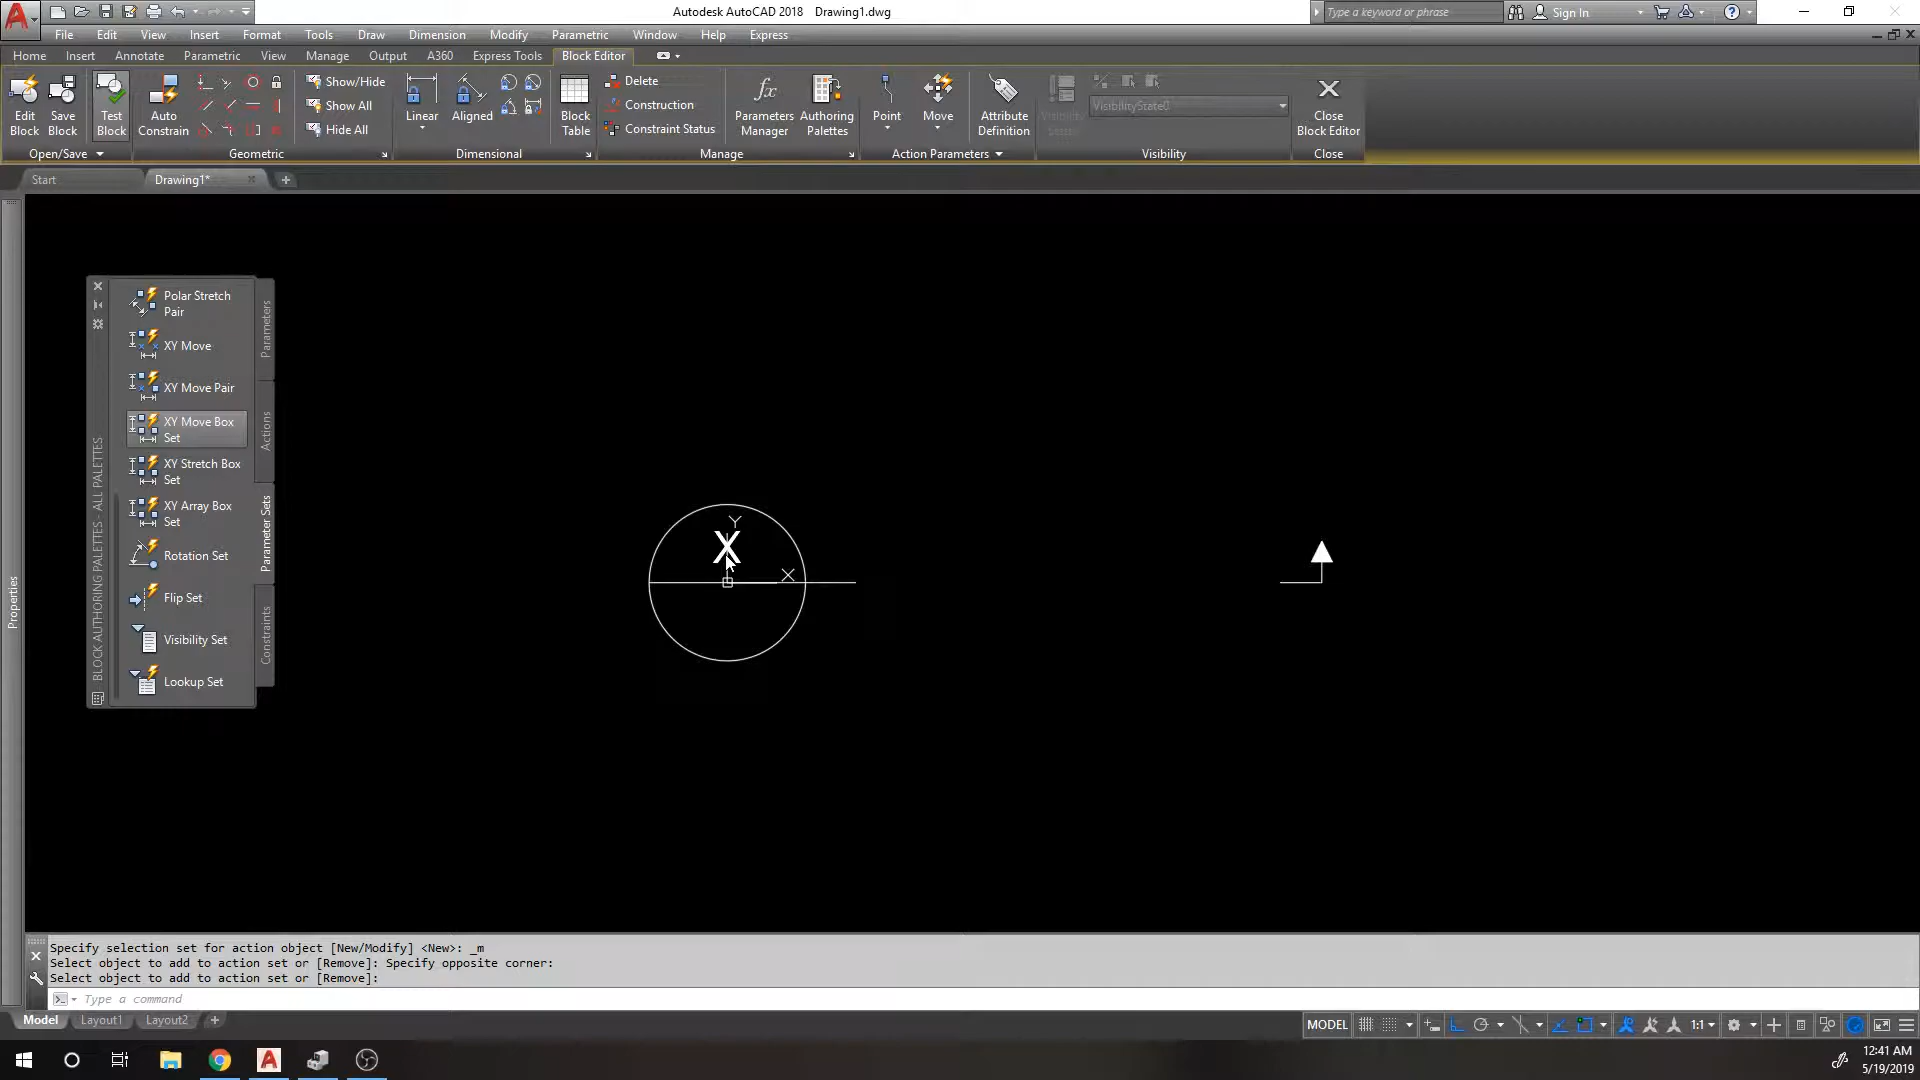 Autodesk AutoCAD 2018 Drawing1.dwg
Type a keyword or phrase
Sign In
File Edit View Insert Format Tools Draw Dimension Modify Parametric Window Help Express
Home Insert Annotate Parametric View Manage Output A360 Express Tools Block Editor
Edit Block
Save Block
Test Block
Auto Constrain
Show/Hide
Show All
Hide All
Linear
Aligned
Block Table
Delete
Construction
Constraint Status
Parameters Manager
Authoring Palettes
Point
Move
Attribute Definition
Visibility States
VisibilityState0
Close Block Editor
Open/Save
Geometric
Dimensional
Manage
Action Parameters
Visibility
Close
Start
Drawing1*
Polar Stretch Pair
XY Move
XY Move Pair
XY Move Box Set
XY Stretch Box Set
XY Array Box Set
Rotation Set
Flip Set
Visibility Set
Lookup Set
Parameters
Actions
Parameter Sets
Constraints
BLOCK AUTHORING PALETTES - ALL PALETTES
Properties
Y
X
X
Specify selection set for action object [New/Modify] <New>: _m
Select object to add to action set or [Remove]: Specify opposite corner:
Select object to add to action set or [Remove]:
Type a command
Model Layout1 Layout2
MODEL
1:1
12:41 AM
5/19/2019